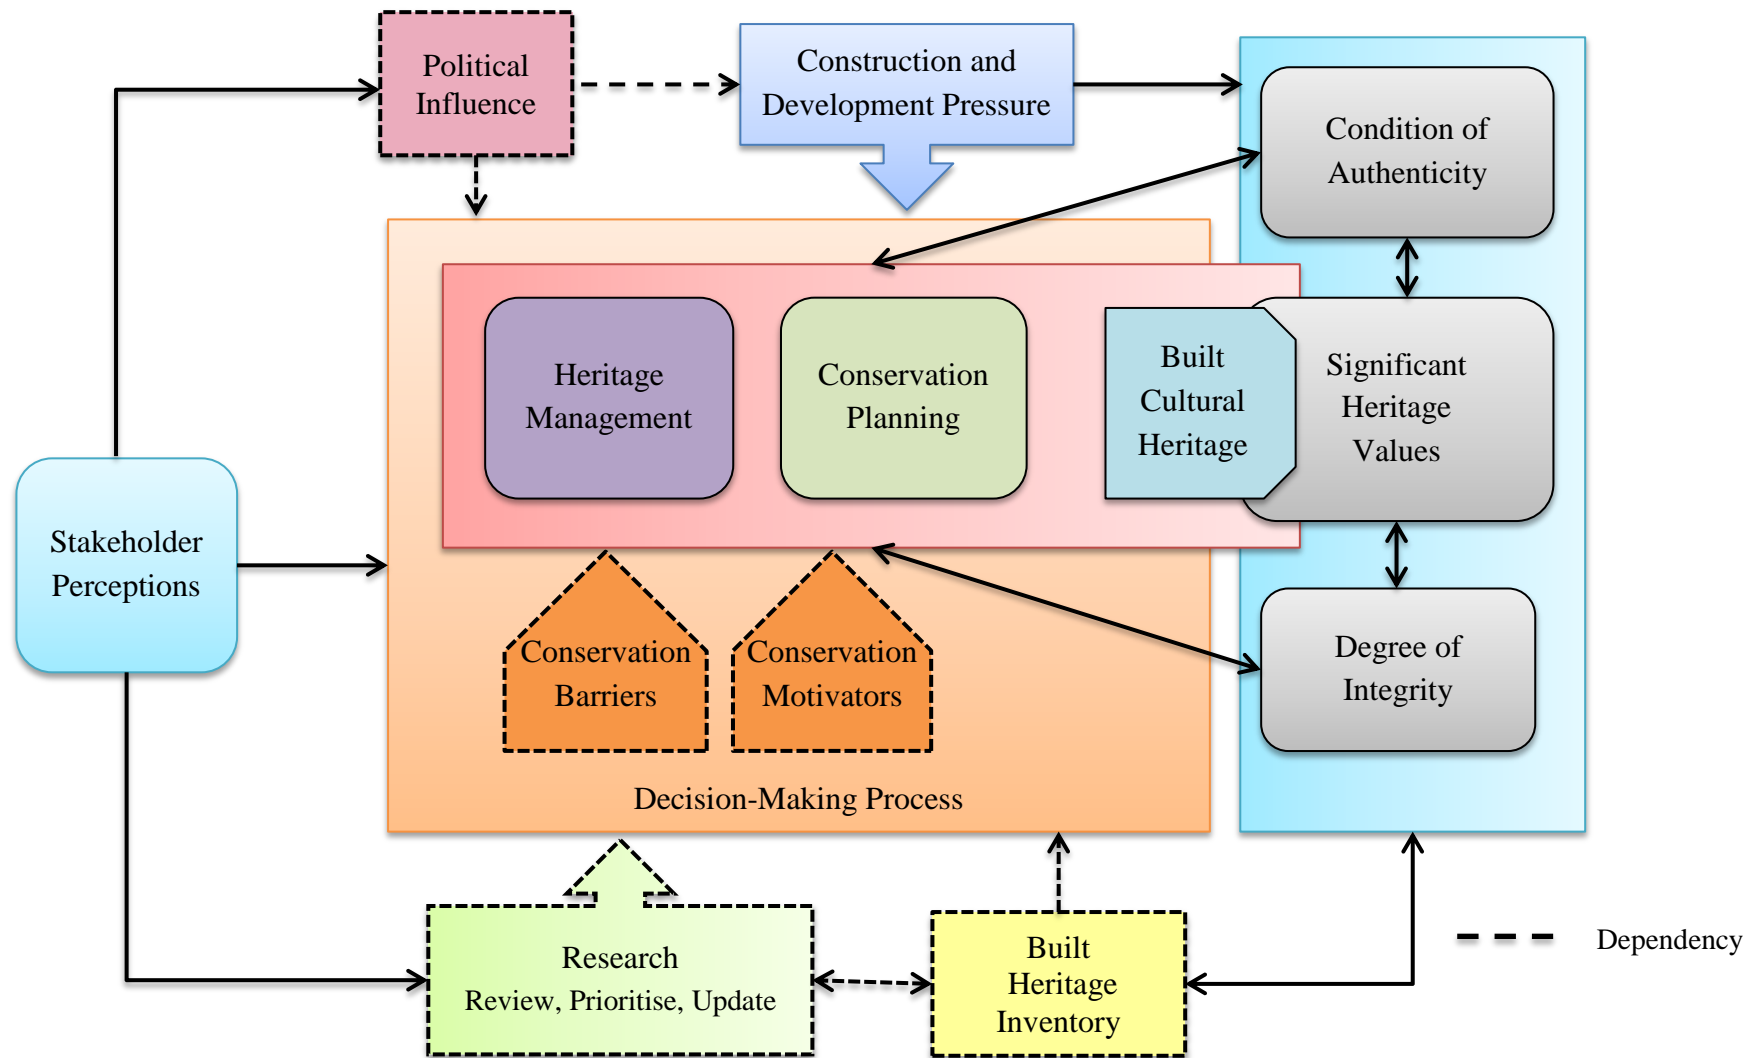 Political
Influence
Construction and
Development Pressure
Condition of
Authenticity
Heritage
Management
Conservation
Planning
Built
Cultural
Heritage
Significant
Heritage
Values
Stakeholder
Perceptions
Conservation
Barriers
Conservation
Motivators
Degree of
Integrity
Decision-Making Process
Research
Review, Prioritise, Update
Built
Heritage
Inventory
Dependency